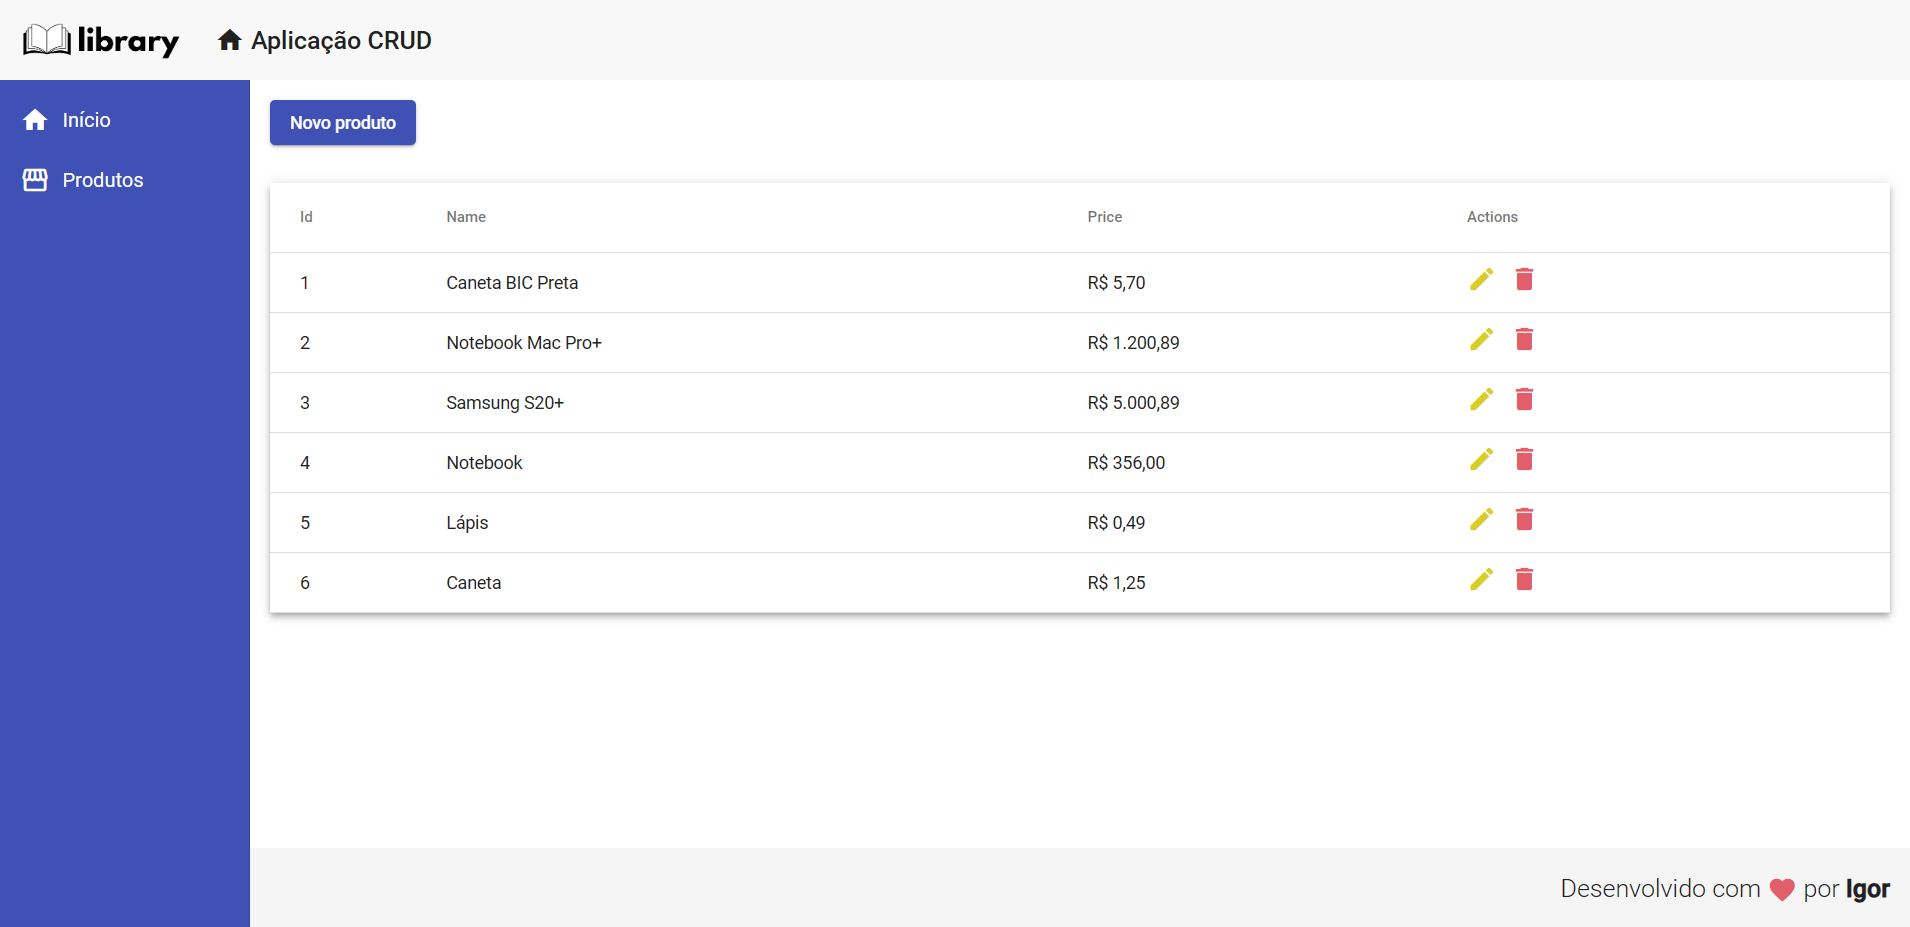 library
Aplicação CRUD
Início
Produtos
Novo produto
Id Name Price Actions
1 Caneta BIC Preta R$ 5,70
2 Notebook Mac Pro+ R$ 1.200,89
3 Samsung S20+ R$ 5.000,89
4 Notebook R$ 356,00
5 Lápis R$ 0,49
6 Caneta R$ 1,25
Desenvolvido com por Igor